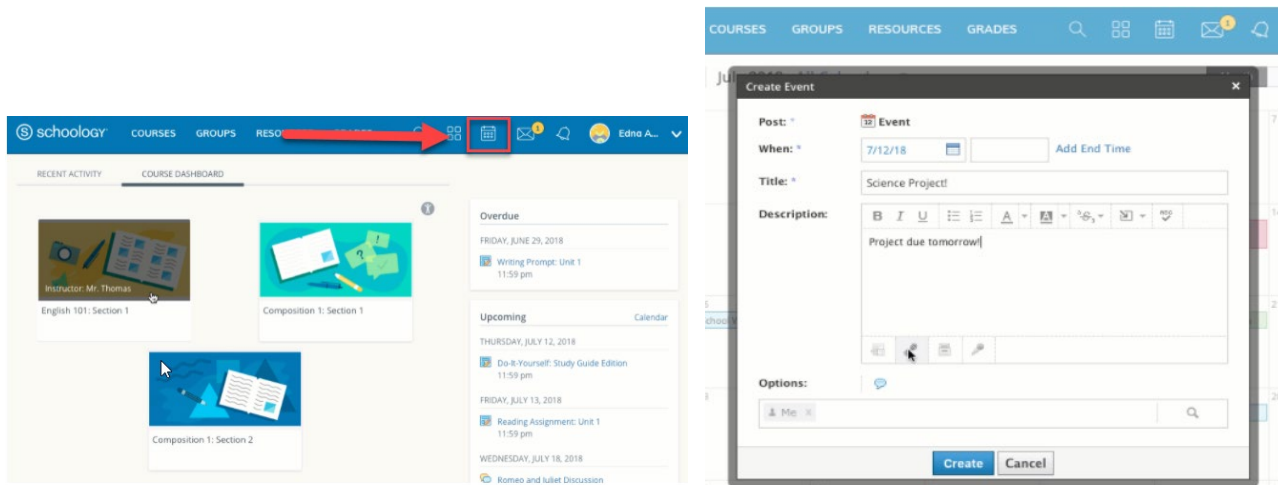 schoology COURSES GROUPS 1 Edna A...
RECENT ACTIVITY COURSE DASHBOARD
Instructor: Mr. Thomas
English 101: Section 1
Composition 1: Section 1
Composition 1: Section 2
Overdue
FRIDAY, JUNE 29, 2018
Writing Prompt: Unit 1
11:59 pm
Upcoming Calendar
THURSDAY, JULY 12, 2018
Do-It-Yourself: Study Guide Edition
11:59 pm
FRIDAY, JULY 13, 2018
Reading Assignment: Unit 1
11:59 pm
WEDNESDAY, JULY 18, 2018
Romeo and Juliet Discussion
COURSES GROUPS RESOURCES GRADES 1
Create Event ×
Post: * 12 Event
When: * 7/12/18 Add End Time
Title: * Science Project!
Description: B I U A A
Project due tomorrow!
Options:
Me x
Create Cancel